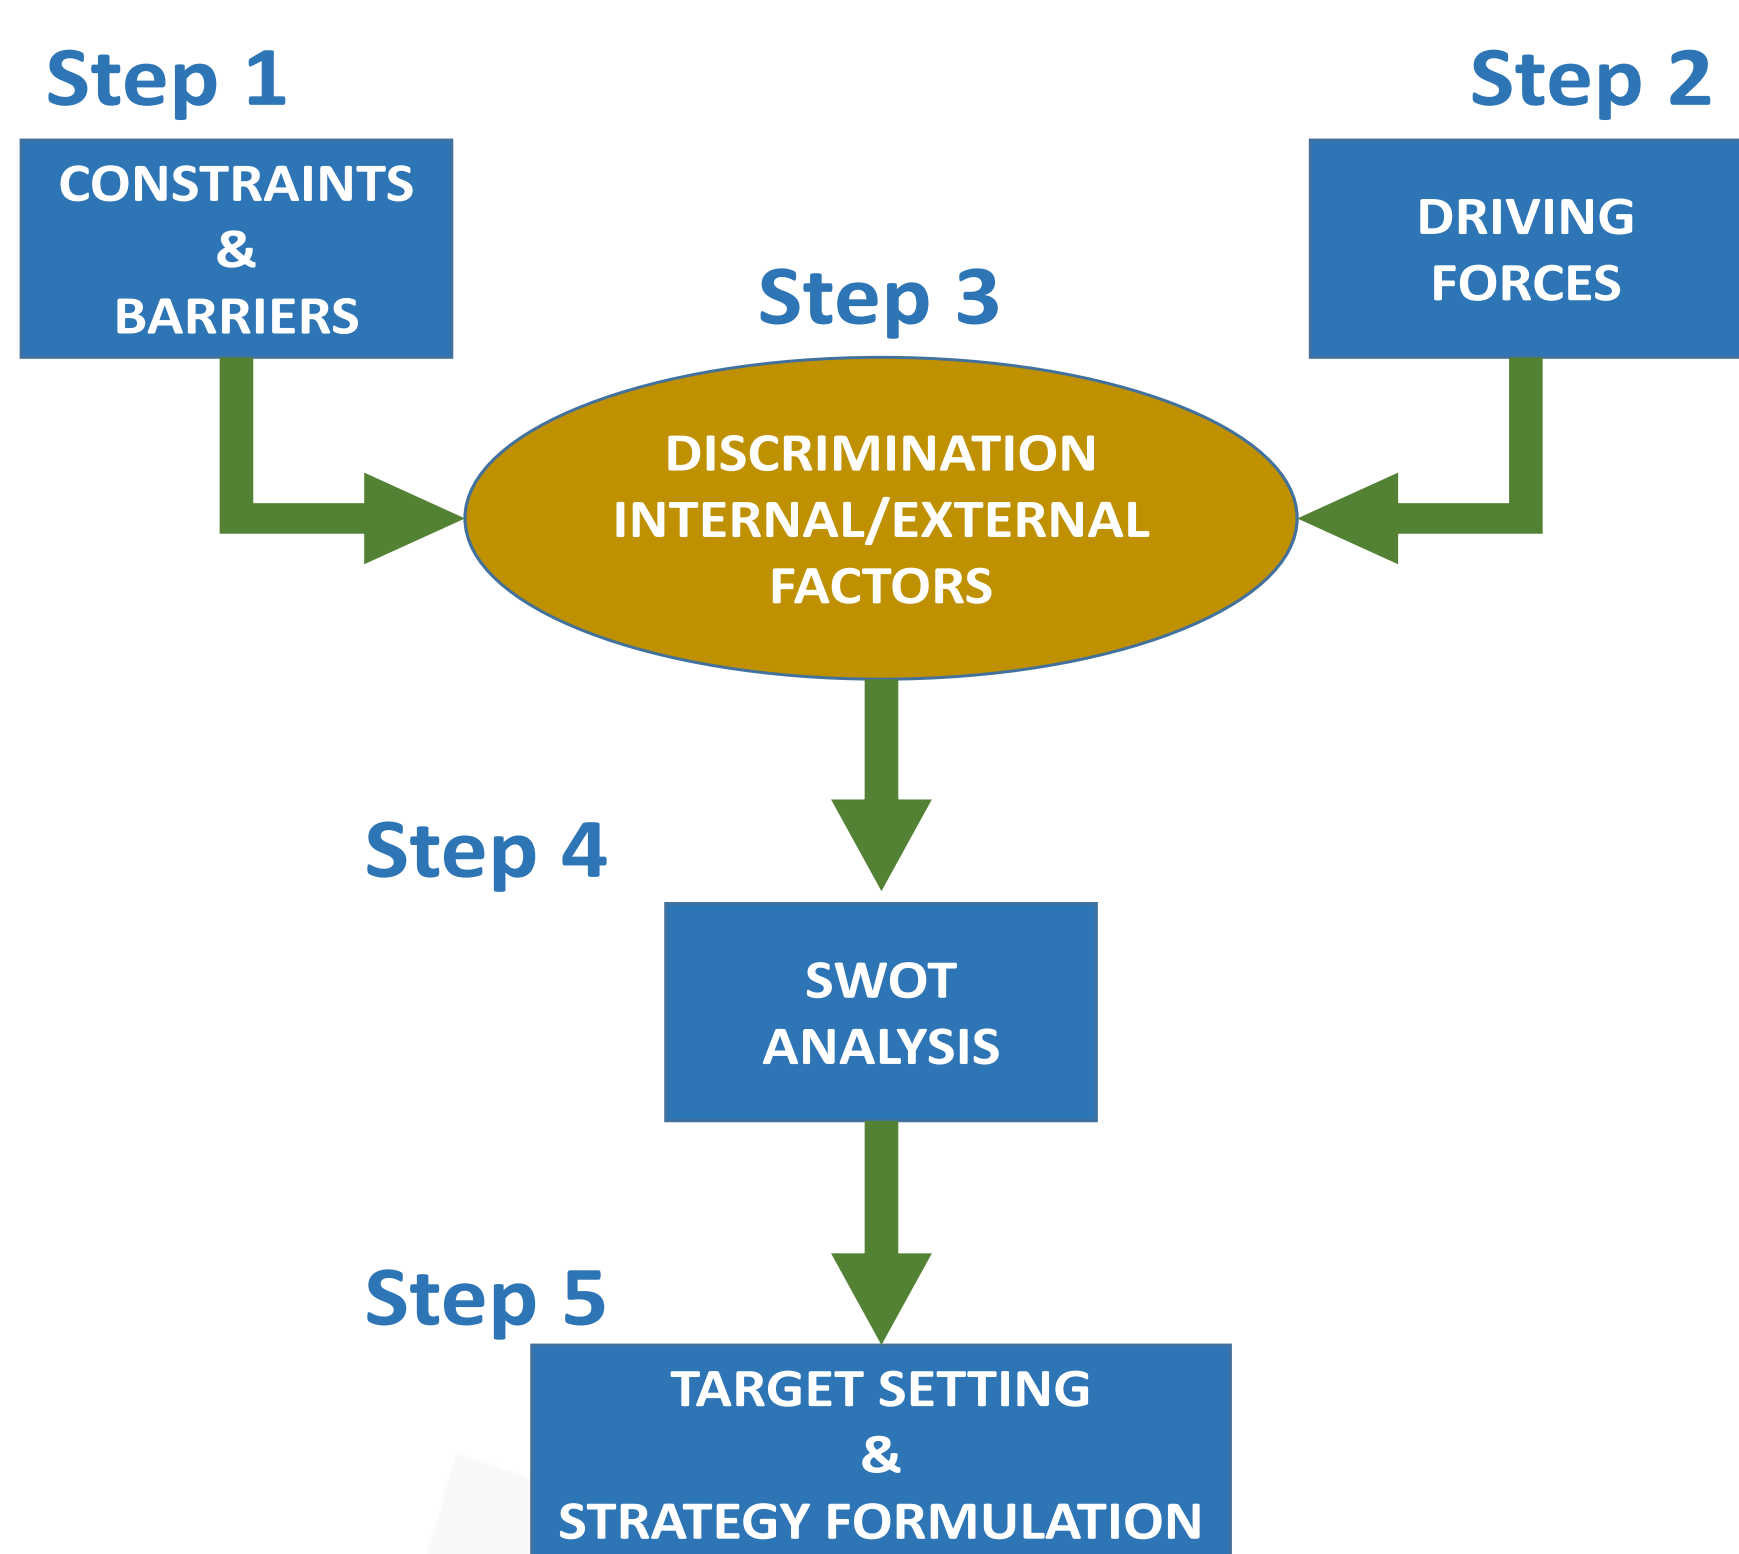 Step 1
CONSTRAINTS
&
BARRIERS
Step 2
DRIVING
FORCES
Step 3
DISCRIMINATION
INTERNAL/EXTERNAL
FACTORS
Step 4
SWOT
ANALYSIS
Step 5
TARGET SETTING
&
STRATEGY FORMULATION